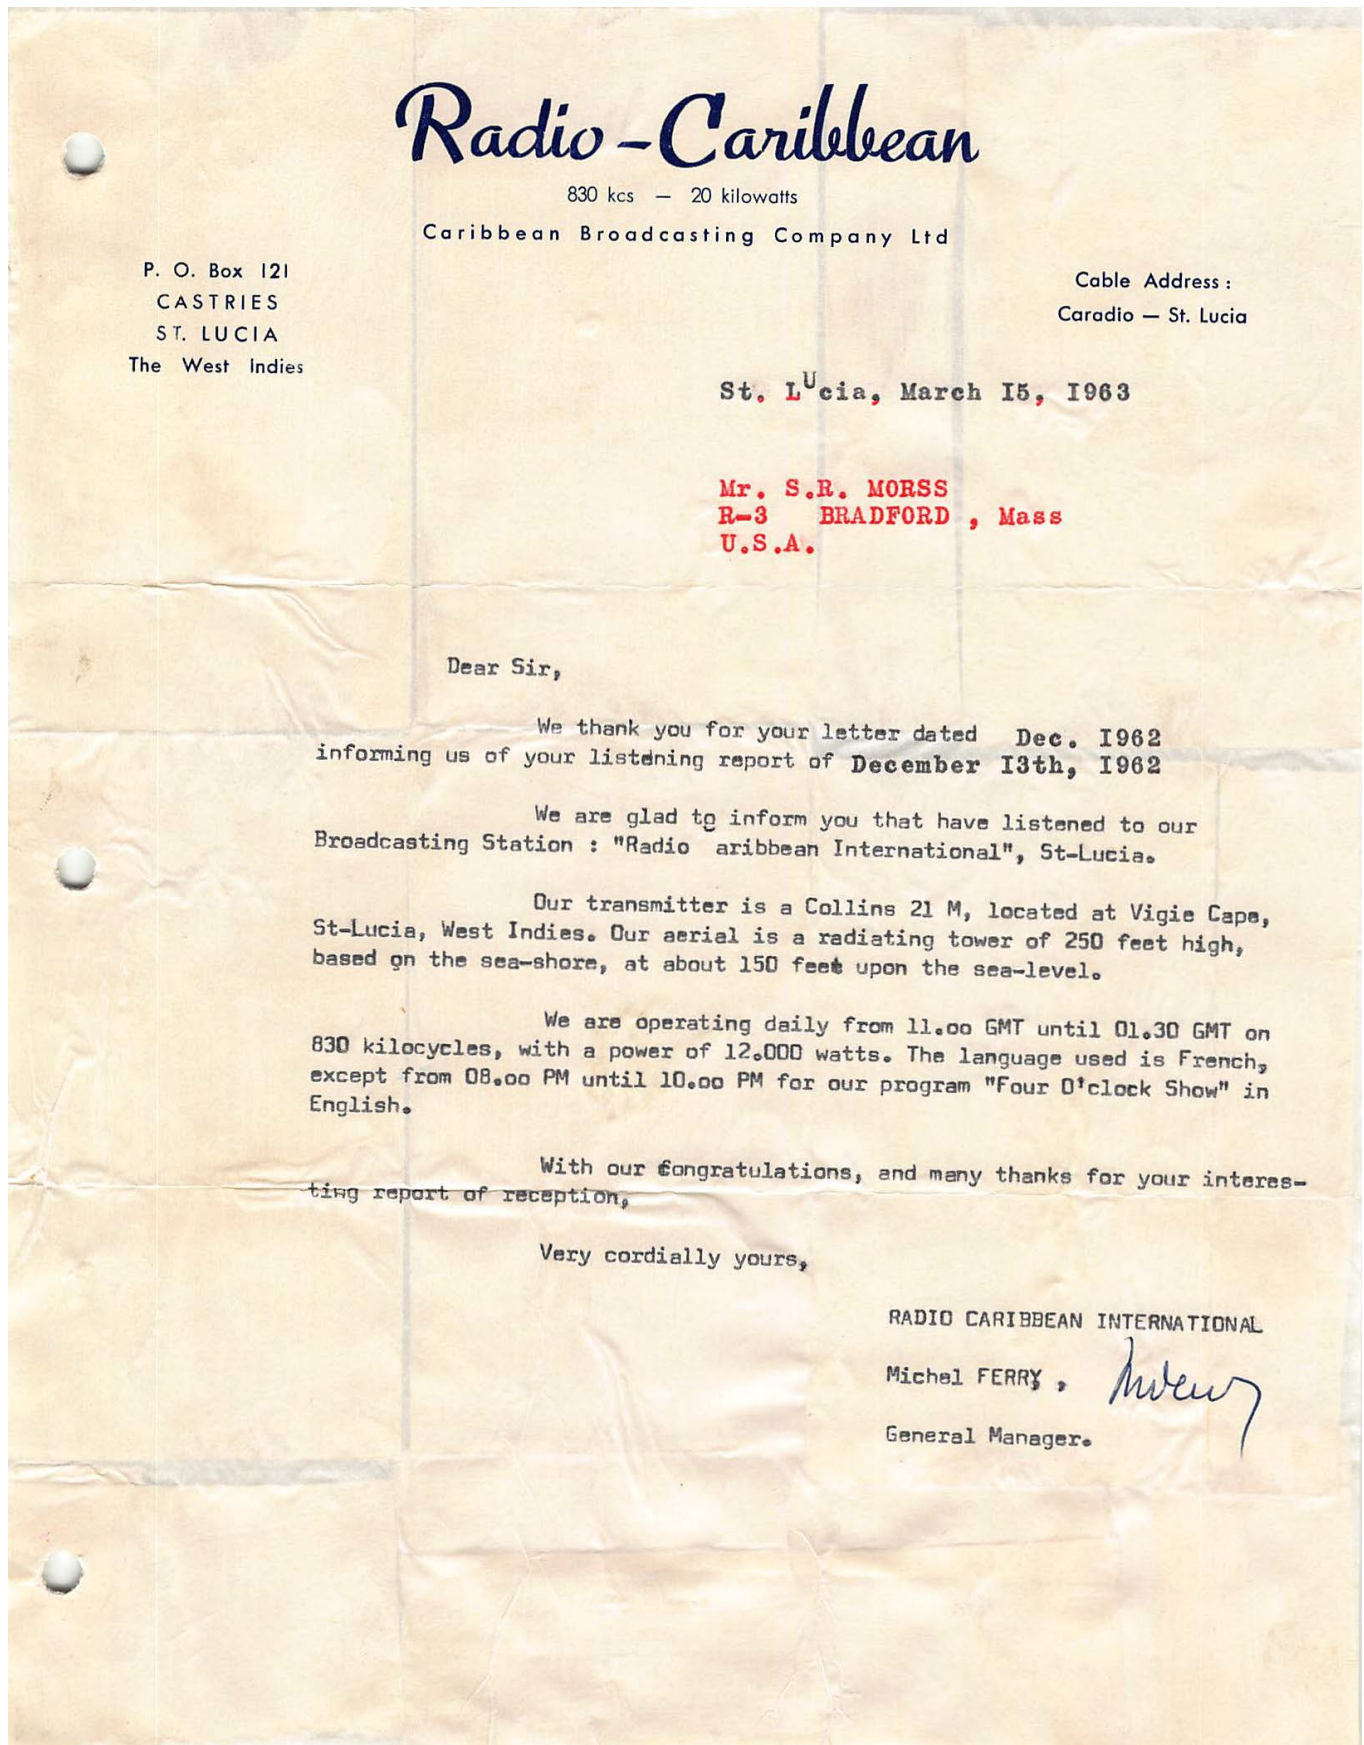 Radio-Caribbean
830 kcs — 20 kilowatts
Caribbean Broadcasting Company Ltd
P. O. Box 121
CASTRIES
ST. LUCIA
The West Indies
Cable Address :
Caradio — St. Lucia
St. LUcia, March I5, I963
Mr. S.R. MORSS
R-3 BRADFORD , Mass
U.S.A.
Dear Sir,
We thank you for your letter dated Dec. I962
informing us of your listening report of December I3th, I962
We are glad to inform you that have listened to our
Broadcasting Station : "Radio aribbean International", St-Lucia.
Our transmitter is a Collins 21 M, located at Vigie Cape,
St-Lucia, West Indies. Our aerial is a radiating tower of 250 feet high,
based on the sea-shore, at about 150 feet upon the sea-level.
We are operating daily from 11.oo GMT until 01.30 GMT on
830 kilocycles, with a power of 12.000 watts. The language used is French,
except from 08.oo PM until 10.oo PM for our program "Four O'clock Show" in
English.
With our congratulations, and many thanks for your interes-
ting report of reception,
Very cordially yours,
RADIO CARIBBEAN INTERNATIONAL
Michel FERRY ,
General Manager.